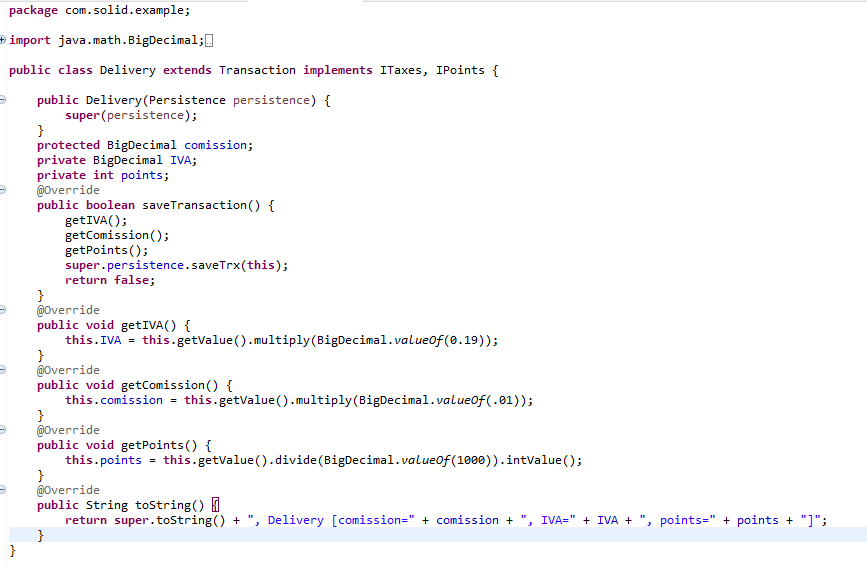 package com.solid.example;
import java.math.BigDecimal;
public class Delivery extends Transaction implements ITaxes, IPoints {
public Delivery(Persistence persistence) {
super(persistence);
}
protected BigDecimal comission;
private BigDecimal IVA;
private int points;
@Override
public boolean saveTransaction() {
getIVA();
getComission();
getPoints();
super.persistence.saveTrx(this);
return false;
}
@Override
public void getIVA() {
this.IVA = this.getValue().multiply(BigDecimal.valueOf(0.19));
}
@Override
public void getComission() {
this.comission = this.getValue().multiply(BigDecimal.valueOf(.01));
}
@Override
public void getPoints() {
this.points = this.getValue().divide(BigDecimal.valueOf(1000)).intValue();
}
@Override
public String toString() {
return super.toString() + ", Delivery [comission=" + comission + ", IVA=" + IVA + ", points=" + points + "]";
}
}